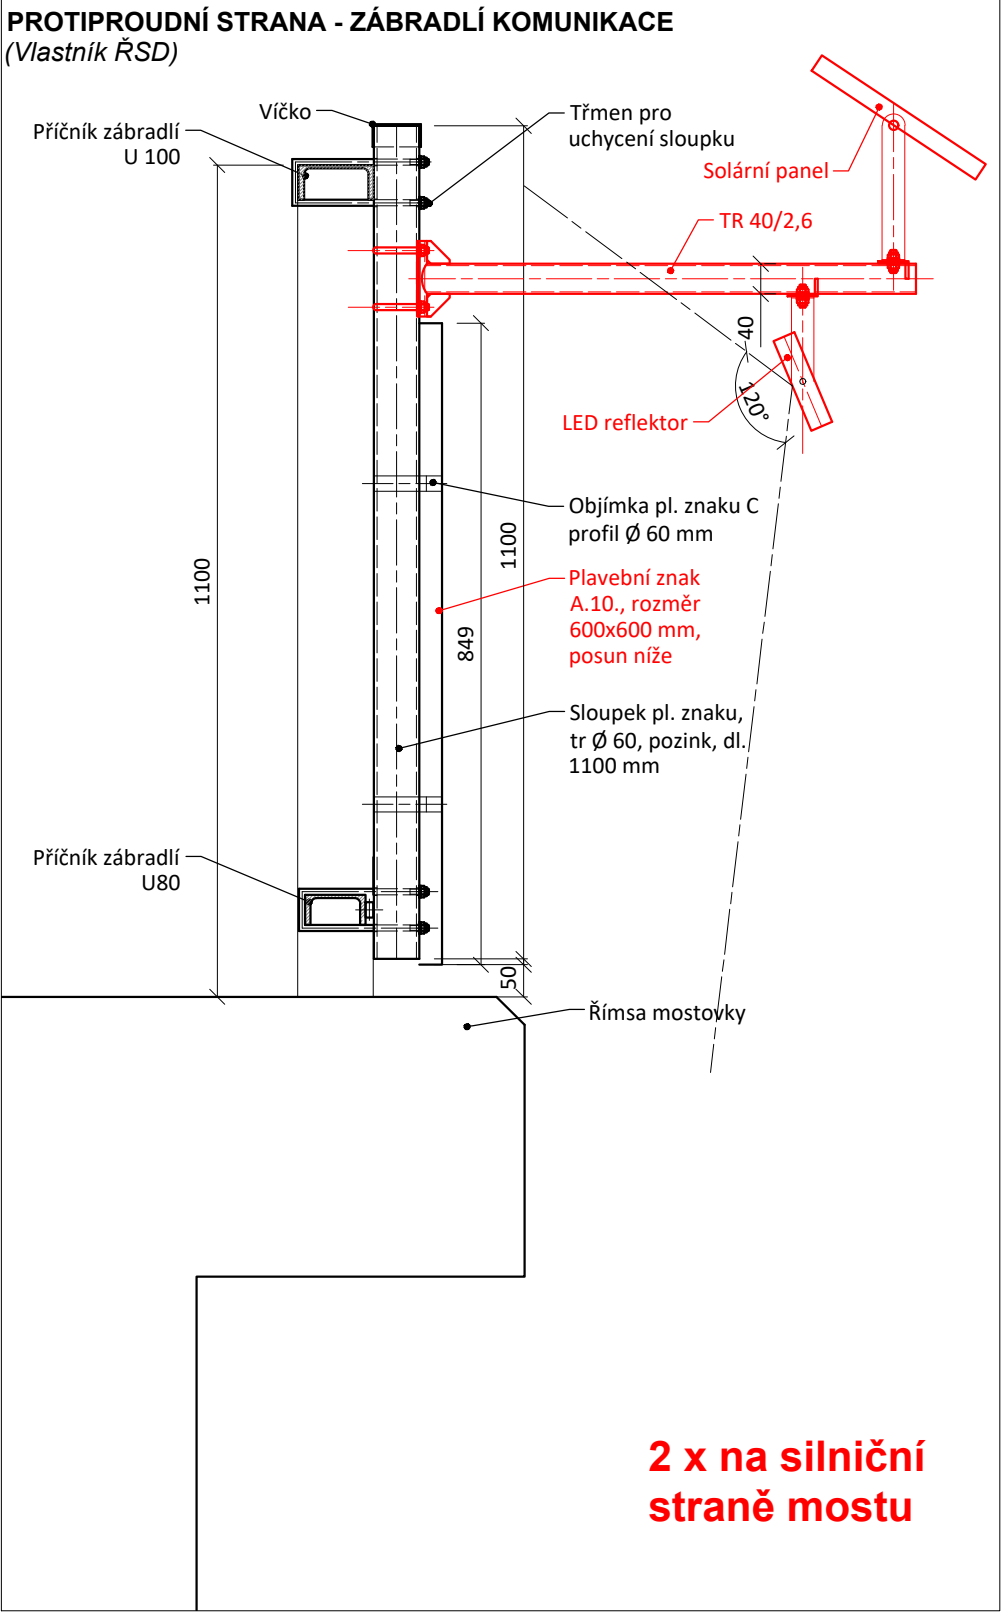 PROTIPROUDNÍ STRANA - ZÁBRADLÍ KOMUNIKACE
(Vlastník ŘSD)
Víčko
Příčník zábradlí
U 100
Třmen pro
uchycení sloupku
Solární panel
TR 40/2,6
40
120°
LED reflektor
Objímka pl. znaku C
profil Ø 60 mm
1100
1100
Plavební znak
A.10., rozměr
600x600 mm,
posun níže
849
Sloupek pl. znaku,
tr Ø 60, pozink, dl.
1100 mm
Příčník zábradlí
U80
50
Římsa mostovky
2 x na silniční
straně mostu